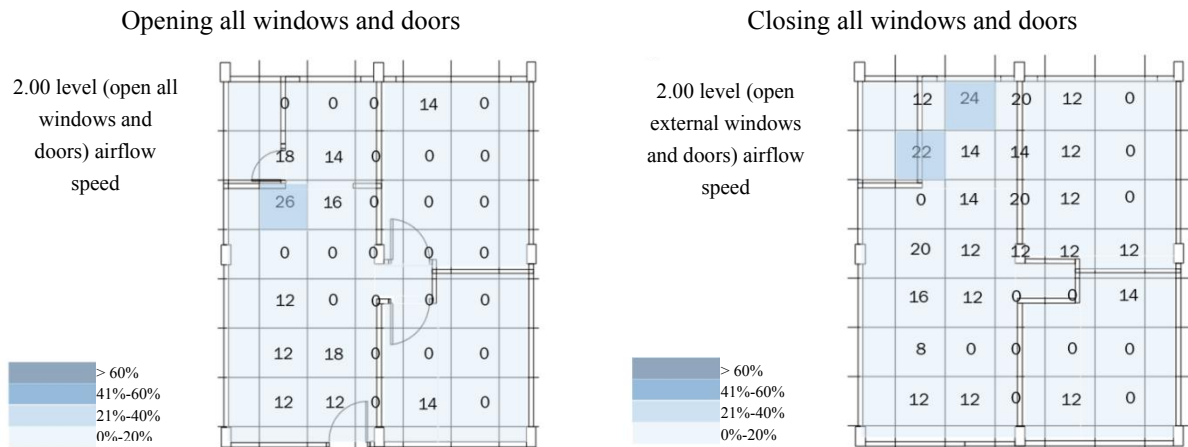 Opening all windows and doors
2.00 level (open all
windows and
doors) airflow
speed
0 0 0 14 0
18 14 0 0 0
26 16 0 0 0
0 0 0 0 0
12 0 0 0 0
12 18 0 0 0
12 12 0 14 0
> 60%
41%-60%
21%-40%
0%-20%
Closing all windows and doors
2.00 level (open
external windows
and doors) airflow
speed
12 24 20 12 0
22 14 14 12 0
0 14 20 12 0
20 12 12 12 12
16 12 0 0 14
8 0 0 0 0
12 12 0 12 0
> 60%
41%-60%
21%-40%
0%-20%